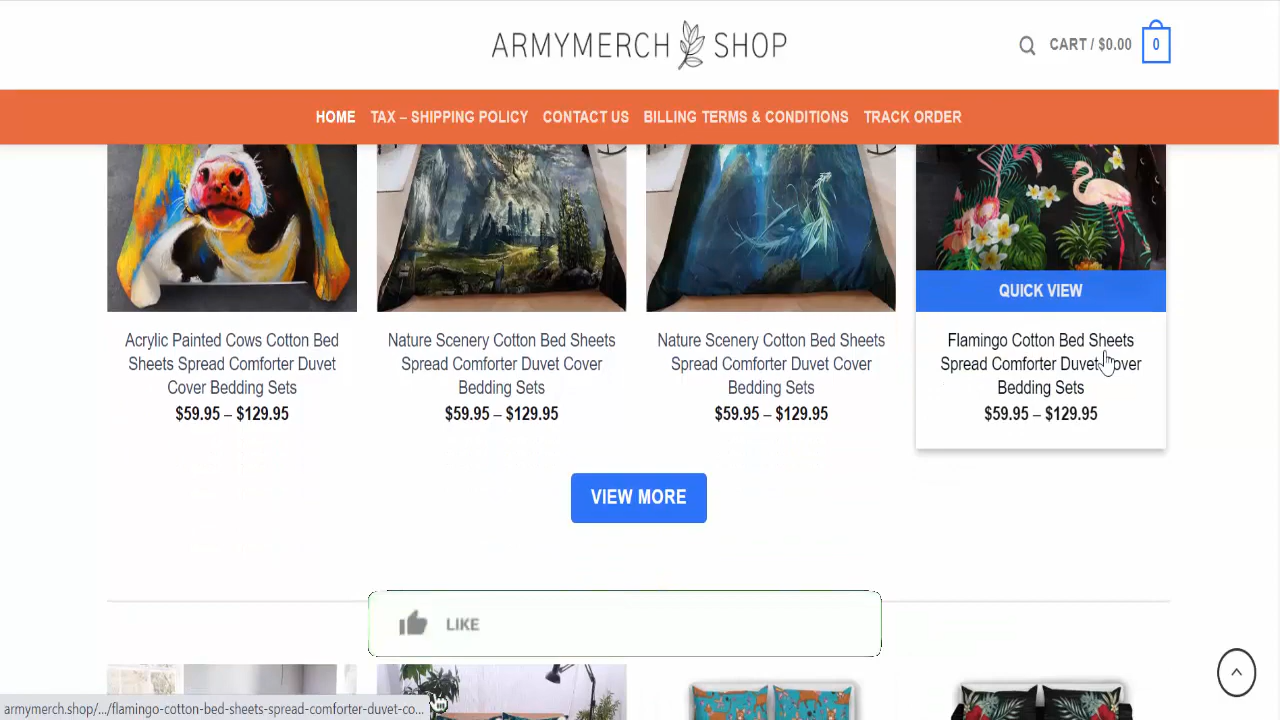 ARMYMERCH SHOP
CART / $0.00 0
HOME TAX – SHIPPING POLICY CONTACT US BILLING TERMS & CONDITIONS TRACK ORDER
QUICK VIEW
Acrylic Painted Cows Cotton Bed
Sheets Spread Comforter Duvet
Cover Bedding Sets
$59.95 – $129.95
Nature Scenery Cotton Bed Sheets
Spread Comforter Duvet Cover
Bedding Sets
$59.95 – $129.95
Nature Scenery Cotton Bed Sheets
Spread Comforter Duvet Cover
Bedding Sets
$59.95 – $129.95
Flamingo Cotton Bed Sheets
Spread Comforter Duvet Cover
Bedding Sets
$59.95 – $129.95
VIEW MORE
LIKE
armymerch.shop/.../flamingo-cotton-bed-sheets-spread-comforter-duvet-co...